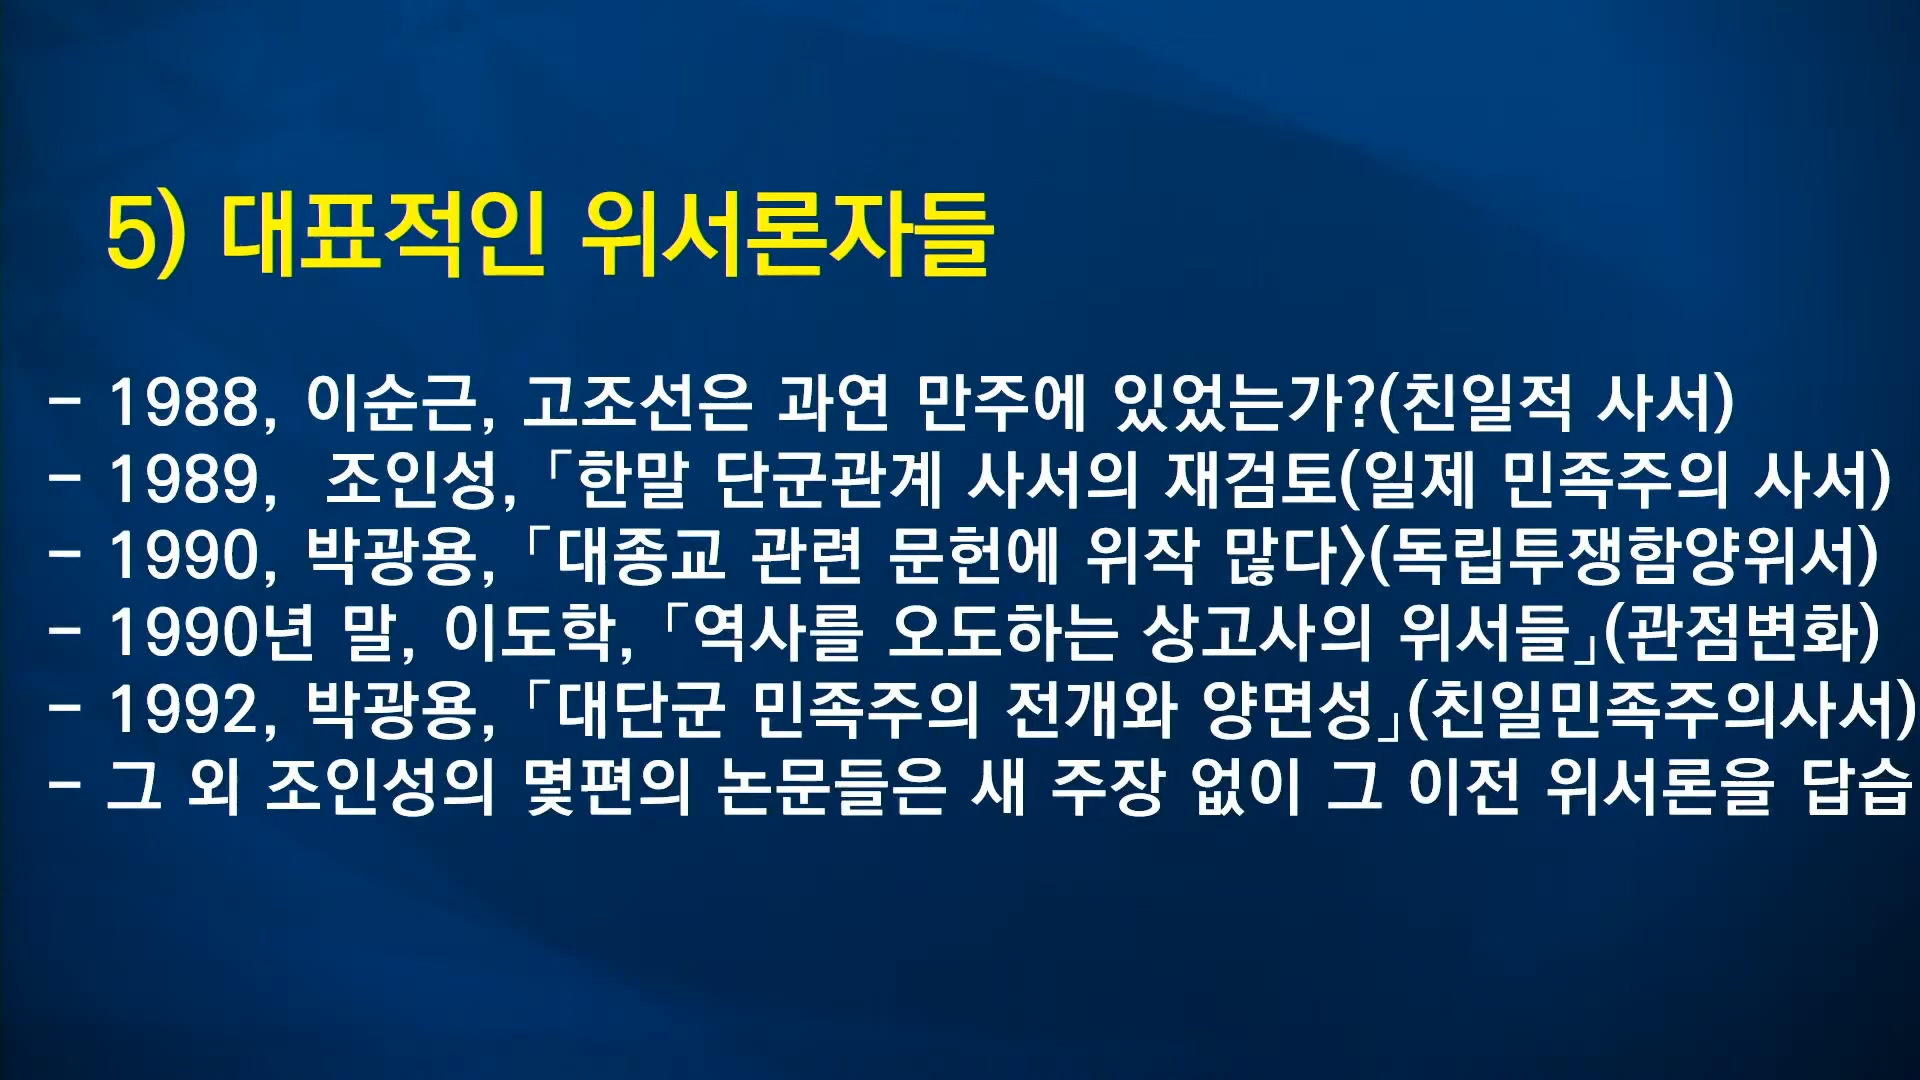 5) 대표적인 위서론자들
- 1988, 이순근, 고조선은 과연 만주에 있었는가?(친일적 사서)
- 1989, 조인성, ｢한말 단군관계 사서의 재검토(일제 민족주의 사서)
- 1990, 박광용, ｢대종교 관련 문헌에 위작 많다〉(독립투쟁함양위서)
- 1990년 말, 이도학, ｢역사를 오도하는 상고사의 위서들｣(관점변화)
- 1992, 박광용, ｢대단군 민족주의 전개와 양면성｣(친일민족주의사서)
- 그 외 조인성의 몇편의 논문들은 새 주장 없이 그 이전 위서론을 답습